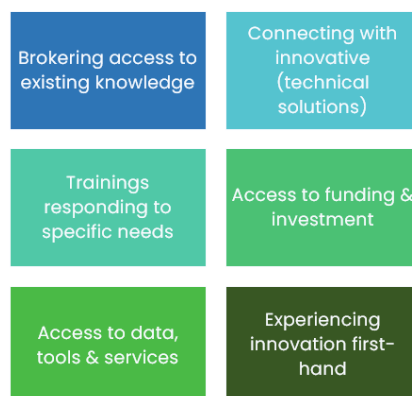 Brokering access to
existing knowledge
Connecting with
innovative
(technical
solutions)
Trainings
responding to
specific needs
Access to funding &
investment
Access to data,
tools & services
Experiencing
innovation first-
hand